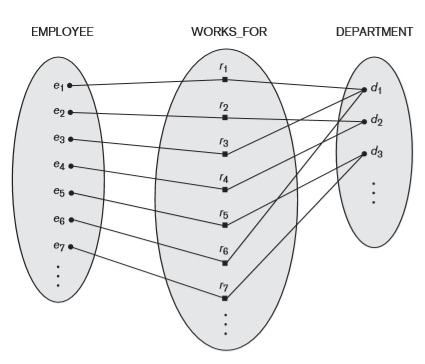 EMPLOYEE
WORKS_FOR
DEPARTMENT
e1
e2
e3
e4
e5
e6
e7
r1
r2
r3
r4
r5
r6
r7
d1
d2
d3